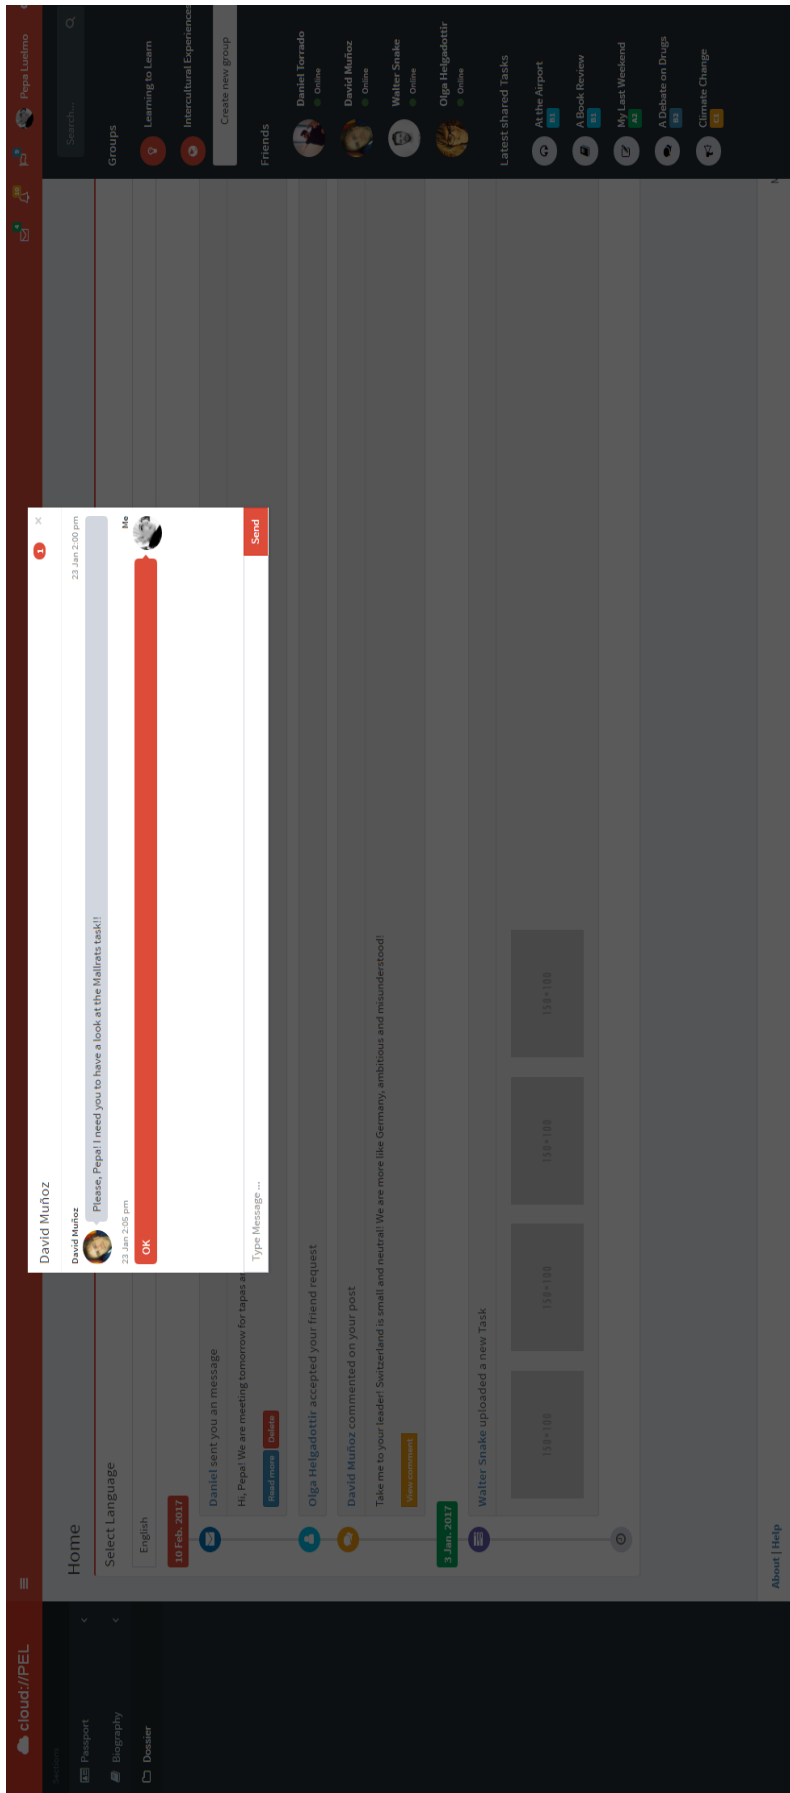 cloud://PEL
Pepa Luelmo
Sections
Passport
Biography
Dossier
Home
Select Language
English
10 Feb. 2017
Daniel sent you an message
Hi, Pepa! We are meeting tomorrow for tapas
Read more
Delete
Olga Helgadottir accepted your friend request
David Muñoz commented on your post
Take me to your leader! Switzerland is small and neutral! We are more like Germany, ambitious and misunderstood!
View comment
3 Jan. 2017
Walter Snake uploaded a new Task
150×100
150×100
150×100
150×100
About | Help
David Muñoz
1
×
David Muñoz
23 Jan 2:00 pm
Please, Pepa! I need you to have a look at the Mallrats task!!
23 Jan 2:05 pm
Me
OK
Type Message ...
Send
Search...
Groups
Learning to Learn
Intercultural Experiences
Create new group
Friends
Daniel Torrado
Online
David Muñoz
Online
Walter Snake
Online
Olga Helgadottir
Online
Latest shared Tasks
At the Airport
B1
A Book Review
B1
My Last Weekend
A2
A Debate on Drugs
B2
Climate Change
C1